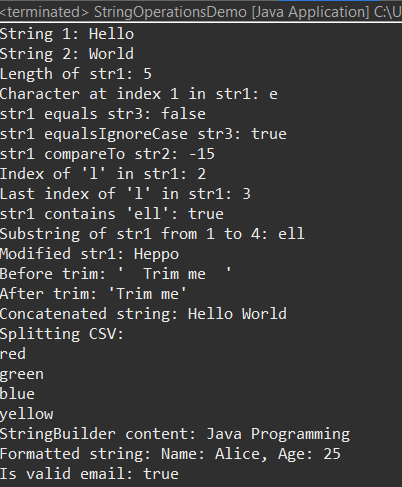 <terminated> StringOperationsDemo [Java Application] C:\U
String 1: Hello
String 2: World
Length of str1: 5
Character at index 1 in str1: e
str1 equals str3: false
str1 equalsIgnoreCase str3: true
str1 compareTo str2: -15
Index of 'l' in str1: 2
Last index of 'l' in str1: 3
str1 contains 'ell': true
Substring of str1 from 1 to 4: ell
Modified str1: Heppo
Before trim: '  Trim me  '
After trim: 'Trim me'
Concatenated string: Hello World
Splitting CSV:
red
green
blue
yellow
StringBuilder content: Java Programming
Formatted string: Name: Alice, Age: 25
Is valid email: true